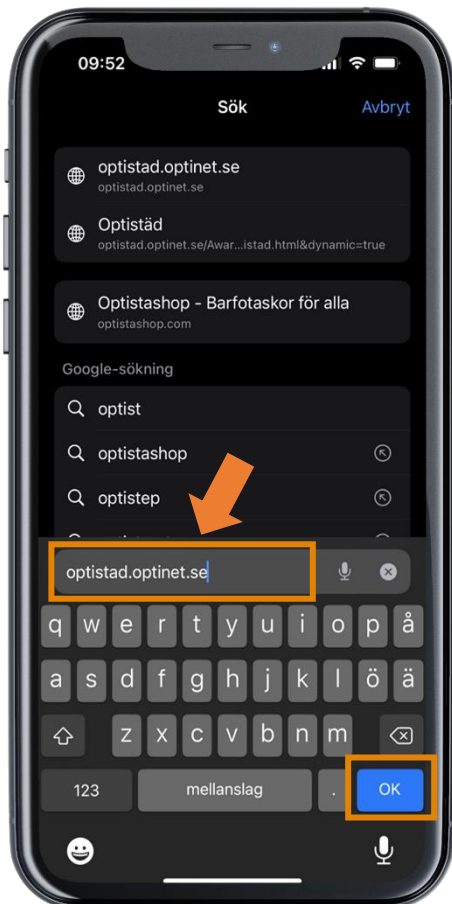 09:52
Sök
Avbryt
optistad.optinet.se
optistad.optinet.se
Optistäd
optistad.optinet.se/Awar...istad.html&dynamic=true
Optistashop - Barfotaskor för alla
optistashop.com
Google-sökning
optist
optistashop
optistep
optistad.optinet.se
q w e r t y u i o p å
a s d f g h j k l ö ä
z x c v b n m
123 mellanslag . OK